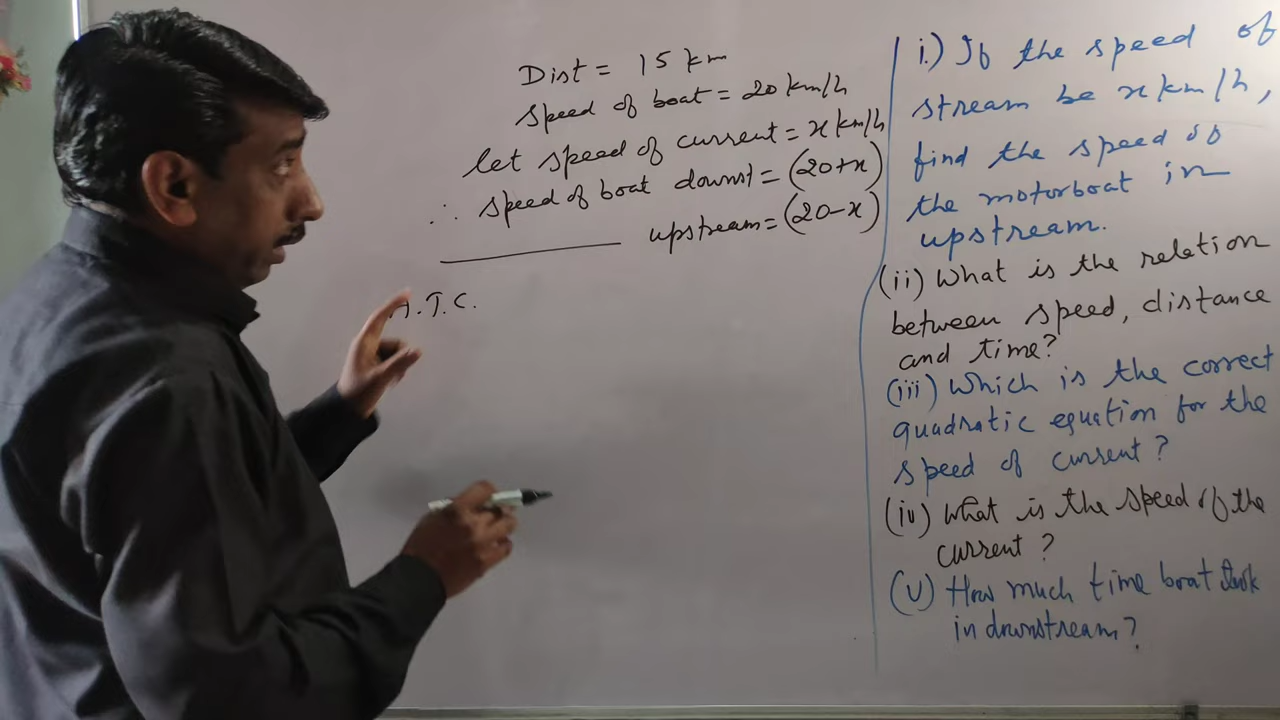 Dist = 15 km
speed of boat = 20 km/h
let speed of current = x km/h
∴ speed of boat downst = (20+x)
upstream = (20-x)
A.T.C.
i.) If the speed of
stream be x km/h,
find the speed of
the motorboat in
upstream.
(ii) What is the relation
between speed, distance
and time?
(iii) Which is the correct
quadratic equation for the
speed of current?
(iv) What is the speed of the
current?
(v) How much time boat took
in downstream?